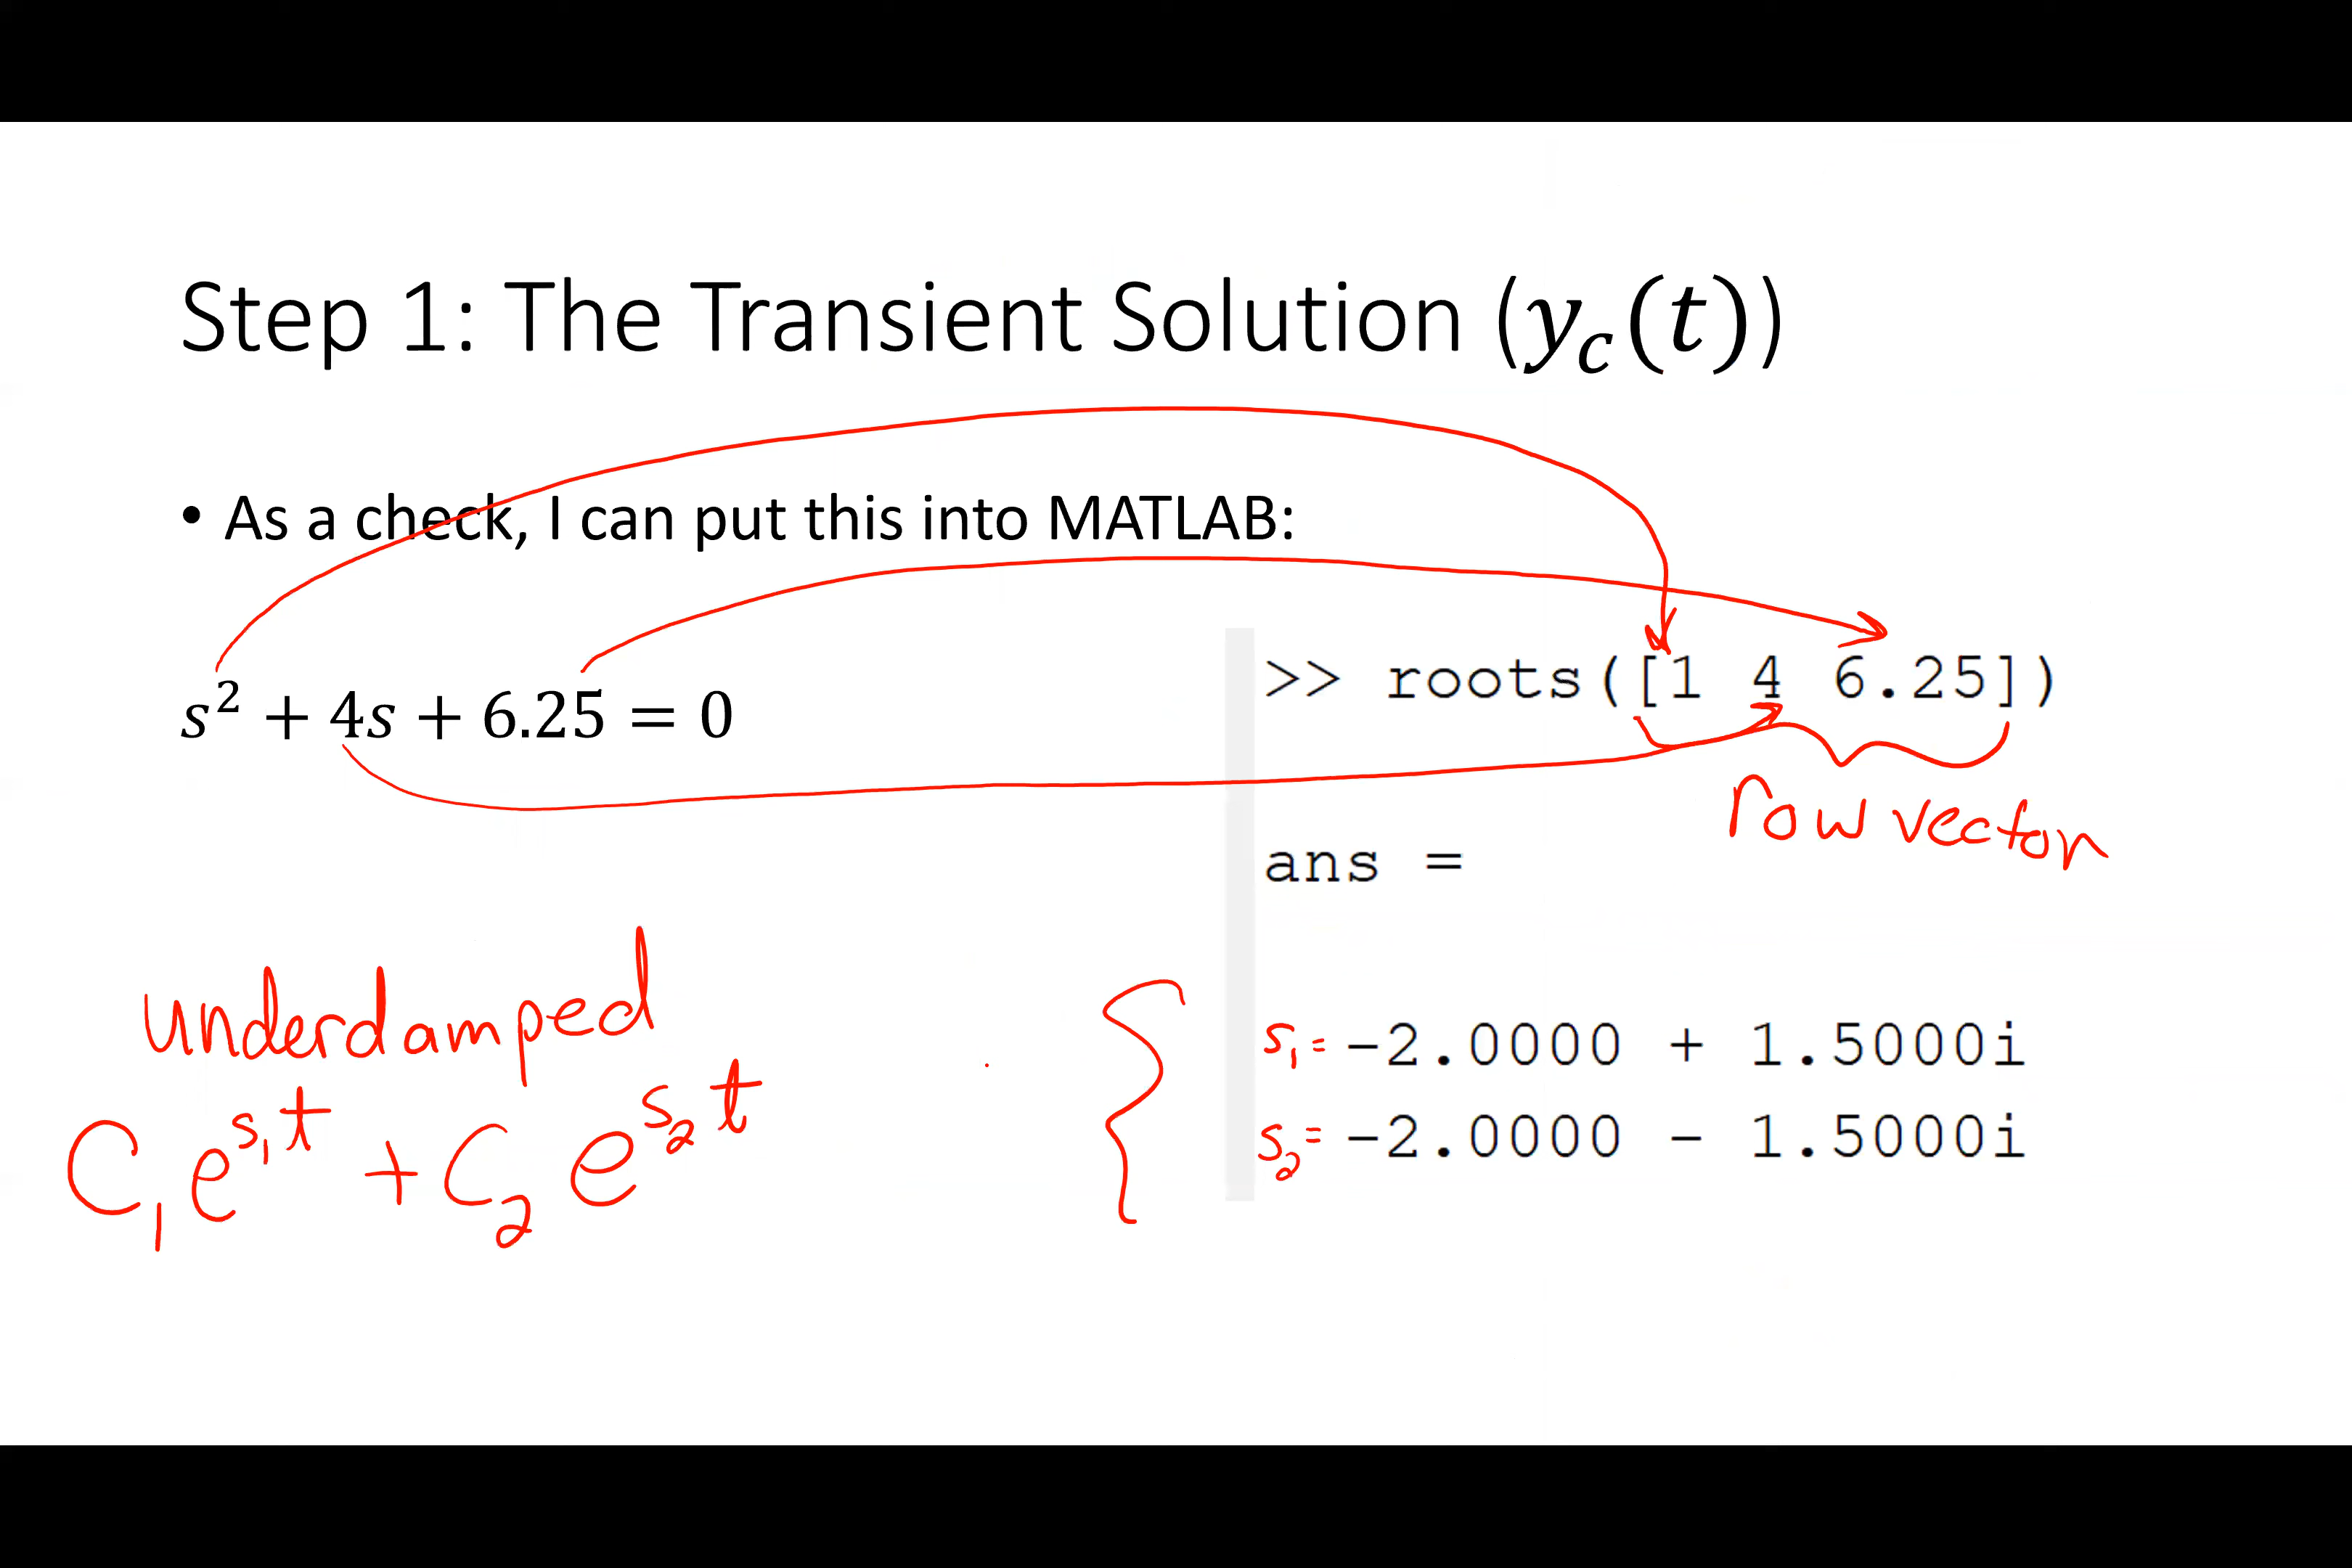 Step 1: The Transient Solution (y_c(t))
• As a check, I can put this into MATLAB:
s² + 4s + 6.25 = 0
>> roots([1 4 6.25])
row vector
ans =
underdamped
C₁e^{s₁t} + C₂e^{s₂t}
s₁ = -2.0000 + 1.5000i
s₂ = -2.0000 - 1.5000i